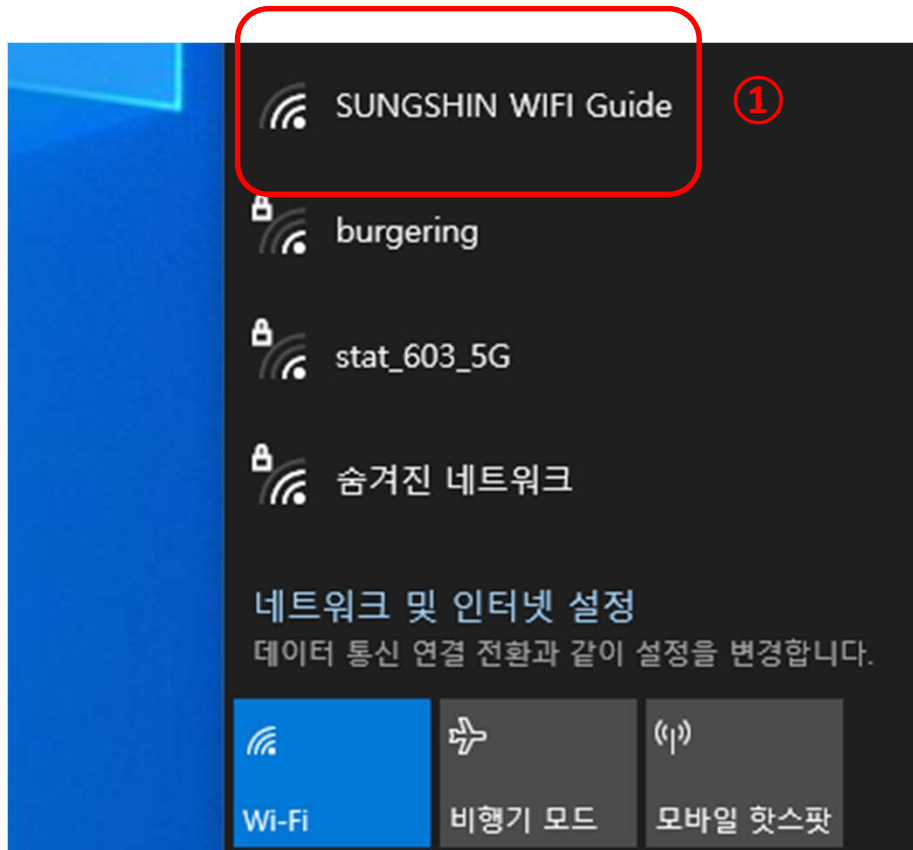 SUNGSHIN WIFI Guide
①
burgering
stat_603_5G
숨겨진 네트워크
네트워크 및 인터넷 설정
데이터 통신 연결 전환과 같이 설정을 변경합니다.
Wi-Fi
비행기 모드
모바일 핫스팟